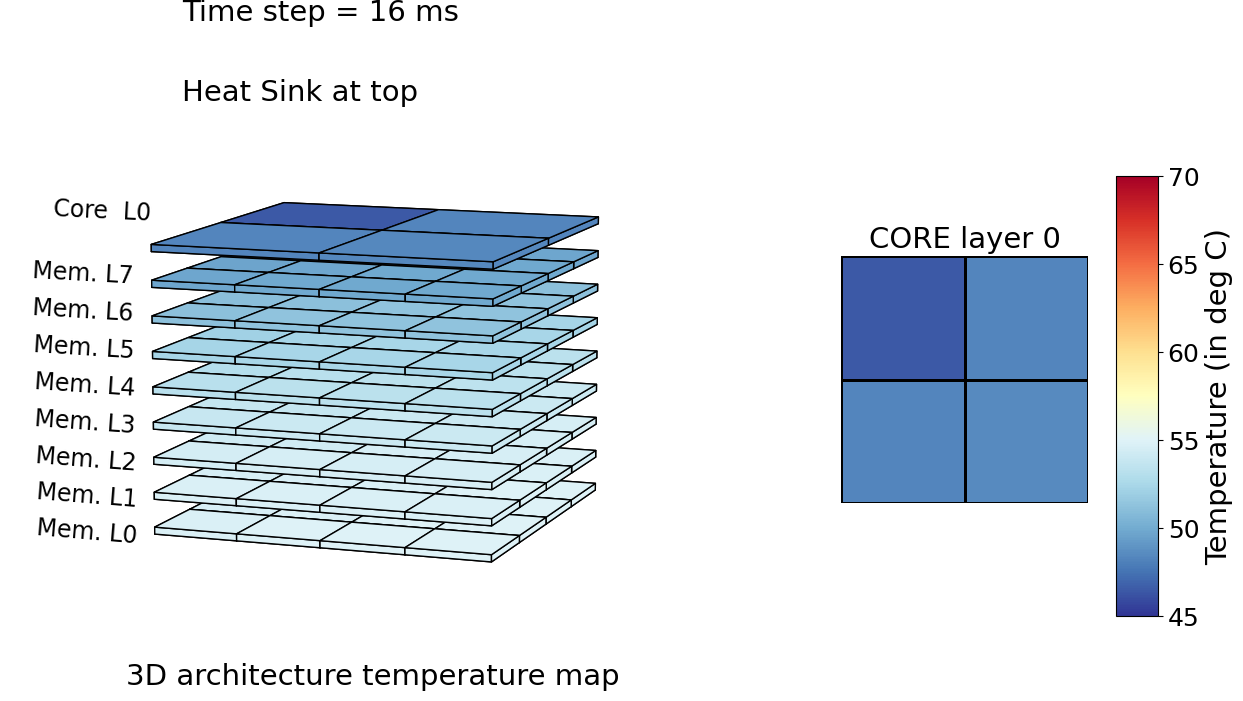 Time step = 16 ms
Heat Sink at top
Core  L0
Mem. L7
Mem. L6
Mem. L5
Mem. L4
Mem. L3
Mem. L2
Mem. L1
Mem. L0
3D architecture temperature map
CORE layer 0
70
65
60
55
50
45
Temperature (in deg C)